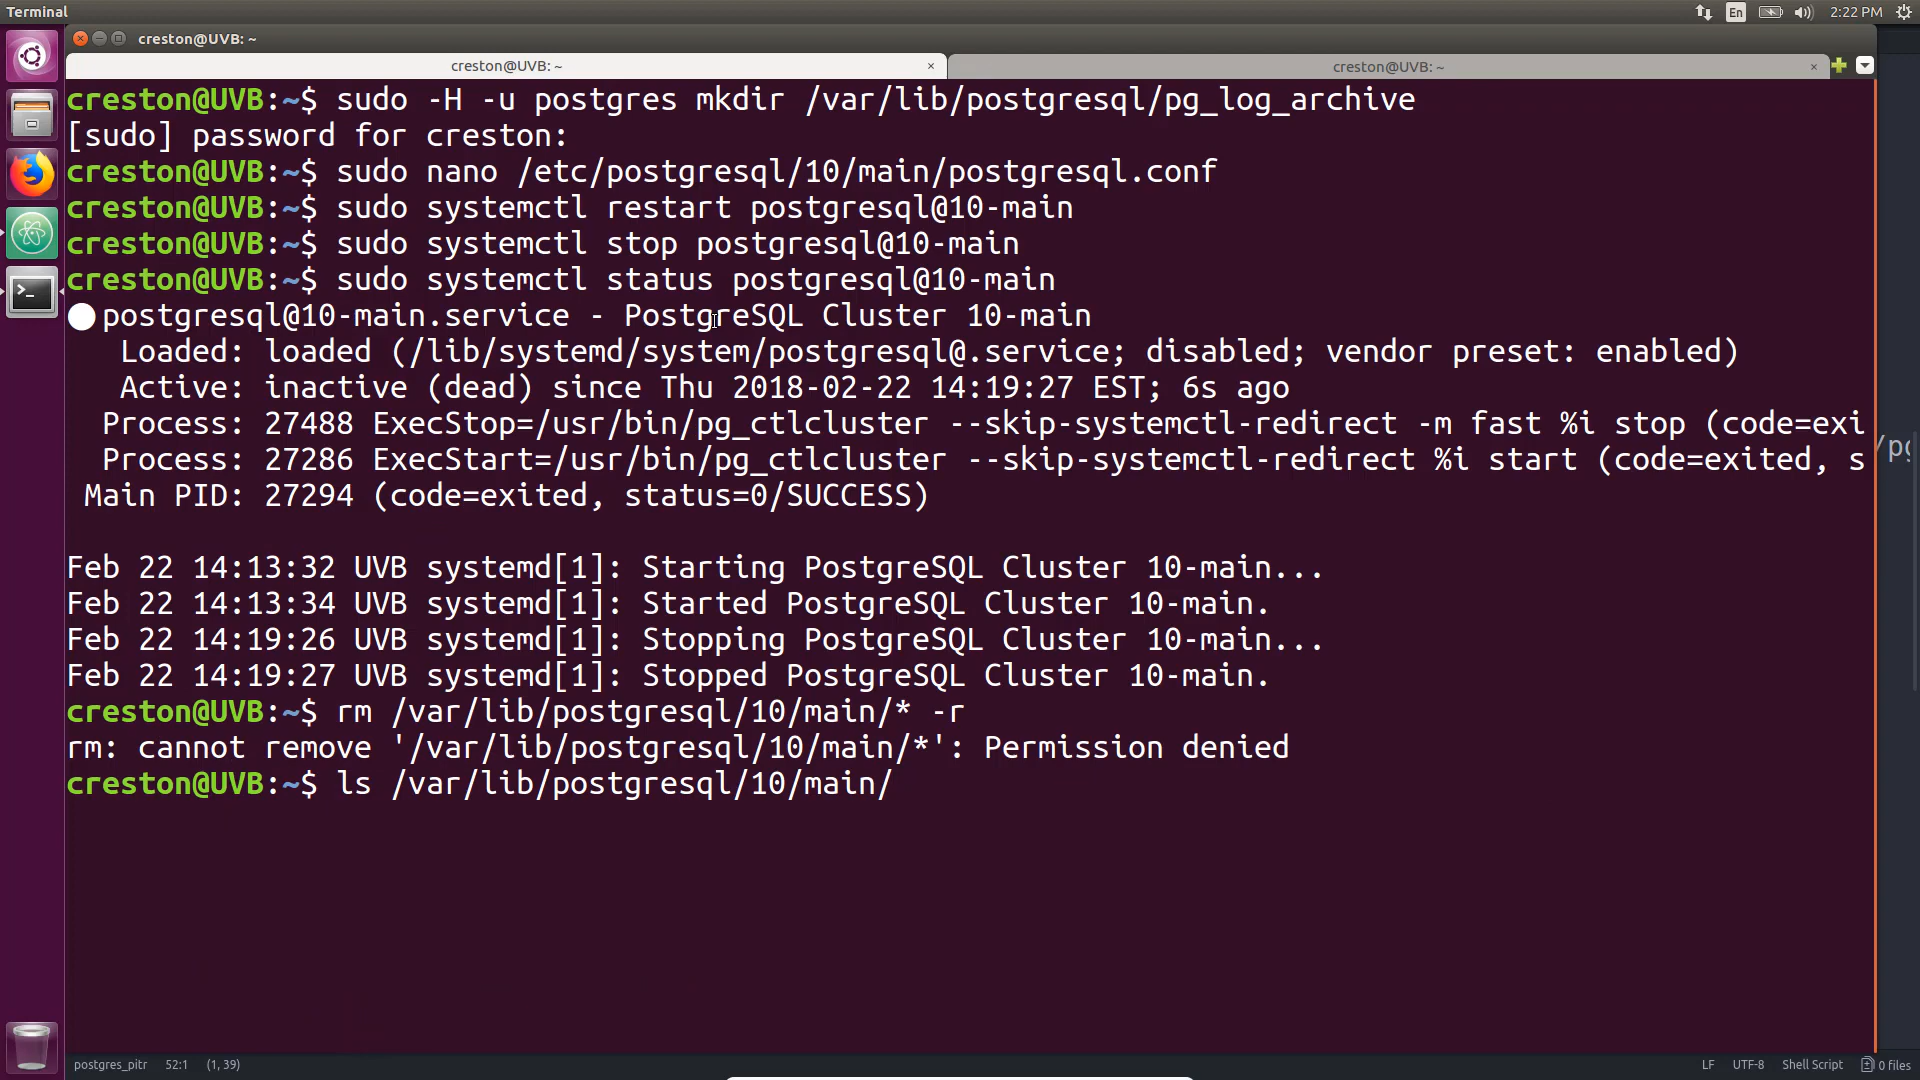 Terminal
En
2:22 PM
creston@UVB: ~
creston@UVB: ~ ×
creston@UVB: ~ ×
creston@UVB:~$ sudo -H -u postgres mkdir /var/lib/postgresql/pg_log_archive
[sudo] password for creston:
creston@UVB:~$ sudo nano /etc/postgresql/10/main/postgresql.conf
creston@UVB:~$ sudo systemctl restart postgresql@10-main
creston@UVB:~$ sudo systemctl stop postgresql@10-main
creston@UVB:~$ sudo systemctl status postgresql@10-main
● postgresql@10-main.service - PostgreSQL Cluster 10-main
   Loaded: loaded (/lib/systemd/system/postgresql@.service; disabled; vendor preset: enabled)
   Active: inactive (dead) since Thu 2018-02-22 14:19:27 EST; 6s ago
  Process: 27488 ExecStop=/usr/bin/pg_ctlcluster --skip-systemctl-redirect -m fast %i stop (code=exi
  Process: 27286 ExecStart=/usr/bin/pg_ctlcluster --skip-systemctl-redirect %i start (code=exited, s
 Main PID: 27294 (code=exited, status=0/SUCCESS)
Feb 22 14:13:32 UVB systemd[1]: Starting PostgreSQL Cluster 10-main...
Feb 22 14:13:34 UVB systemd[1]: Started PostgreSQL Cluster 10-main.
Feb 22 14:19:26 UVB systemd[1]: Stopping PostgreSQL Cluster 10-main...
Feb 22 14:19:27 UVB systemd[1]: Stopped PostgreSQL Cluster 10-main.
creston@UVB:~$ rm /var/lib/postgresql/10/main/* -r
rm: cannot remove '/var/lib/postgresql/10/main/*': Permission denied
creston@UVB:~$ ls /var/lib/postgresql/10/main/
postgres_pitr 52:1 (1, 39)
LF UTF-8 Shell Script 0 files